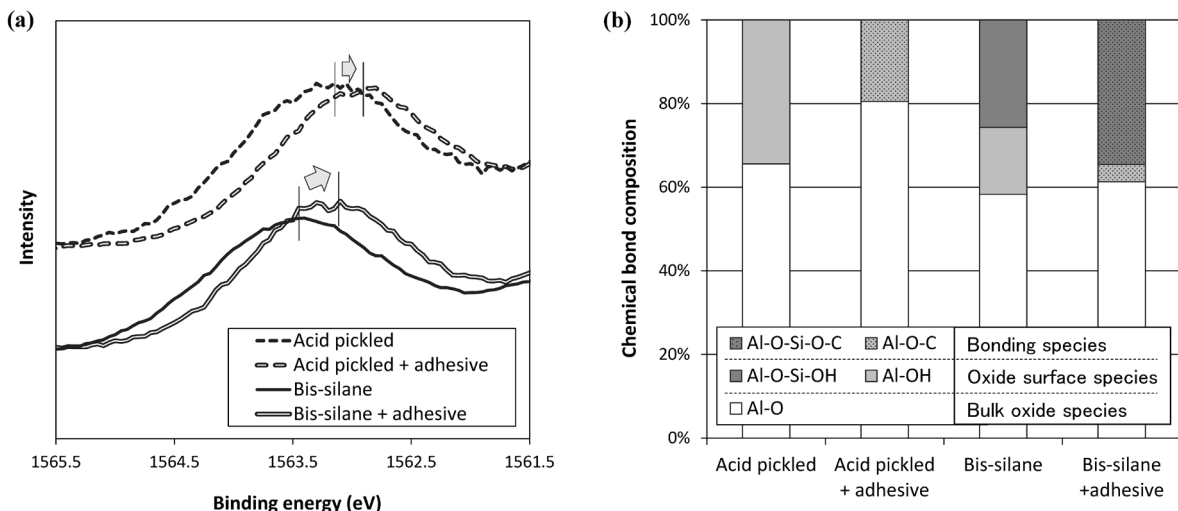 (a)
Intensity
Acid pickled
Acid pickled + adhesive
Bis-silane
Bis-silane + adhesive
1565.5 1564.5 1563.5 1562.5 1561.5
Binding energy (eV)
(b)
Chemical bond composition
100%
80%
60%
40%
20%
0%
Al-O-Si-O-C Al-O-C Bonding species
Al-O-Si-OH Al-OH Oxide surface species
Al-O Bulk oxide species
Acid pickled Acid pickled Bis-silane Bis-silane
+ adhesive +adhesive